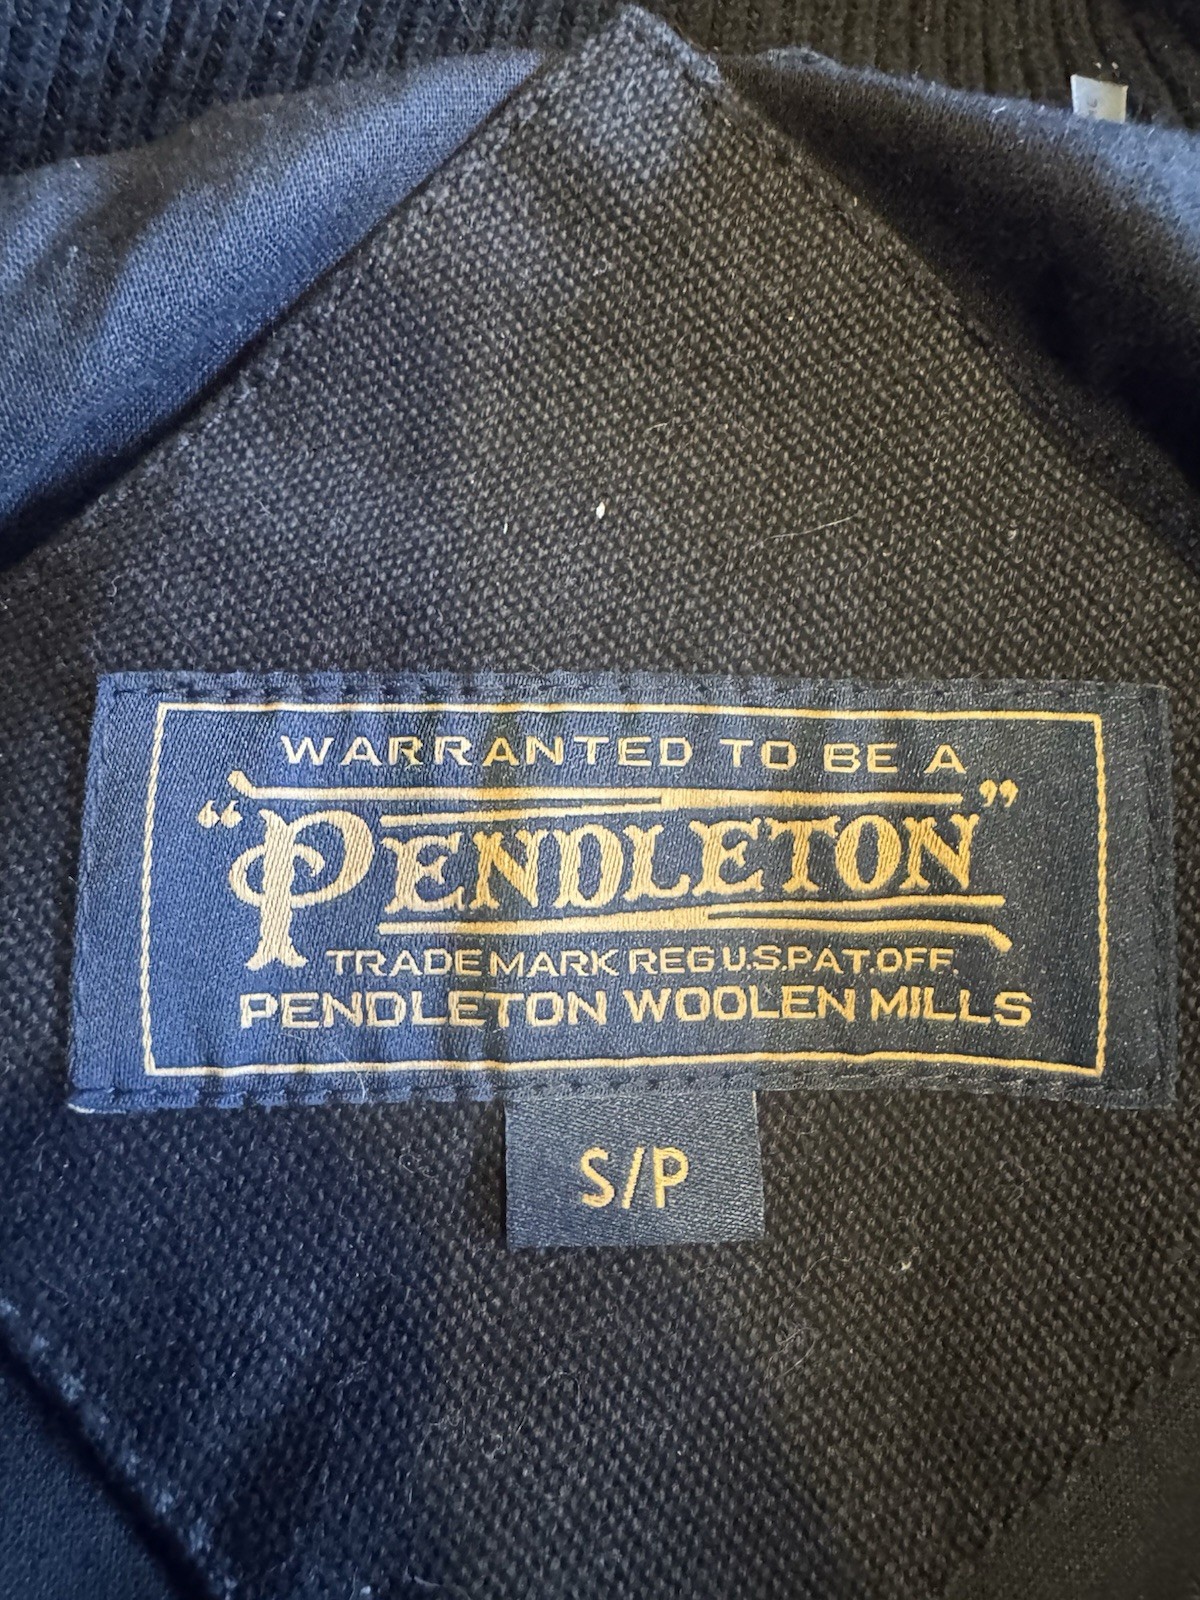 WARRANTED TO BE A
“PENDLETON”
TRADE MARK REG U.S.PAT.OFF.
PENDLETON WOOLEN MILLS
S/P